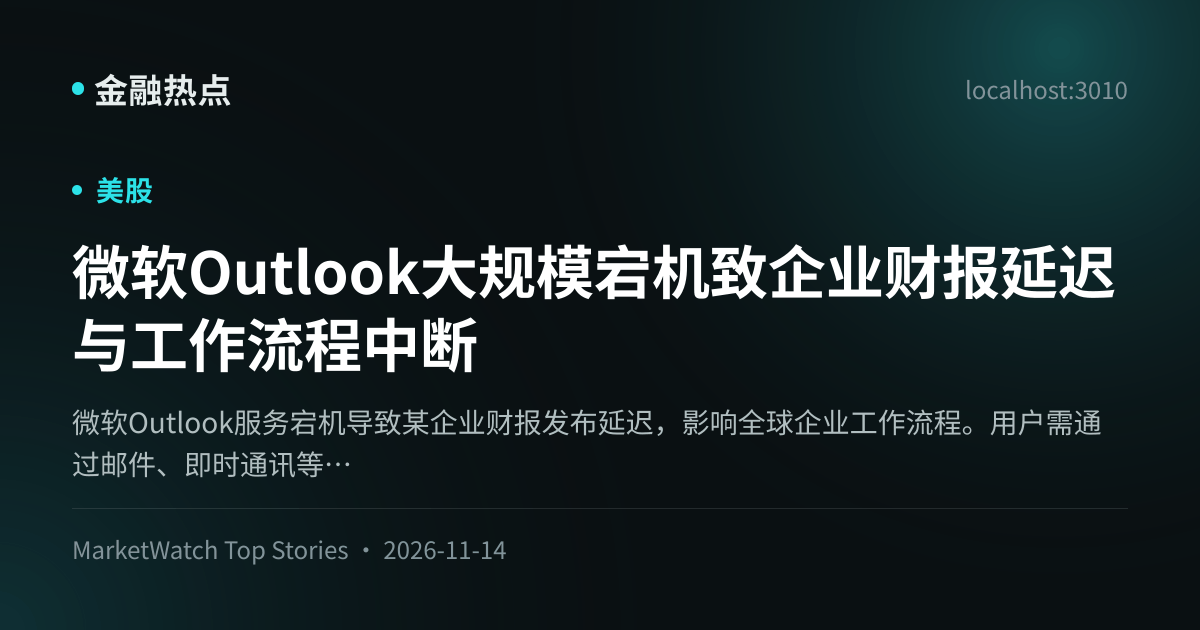 金融热点
localhost:3010
美股
微软Outlook大规模宕机致企业财报延迟
与工作流程中断
微软Outlook服务宕机导致某企业财报发布延迟，影响全球企业工作流程。用户需通
过邮件、即时通讯等…
MarketWatch Top Stories · 2026-11-14